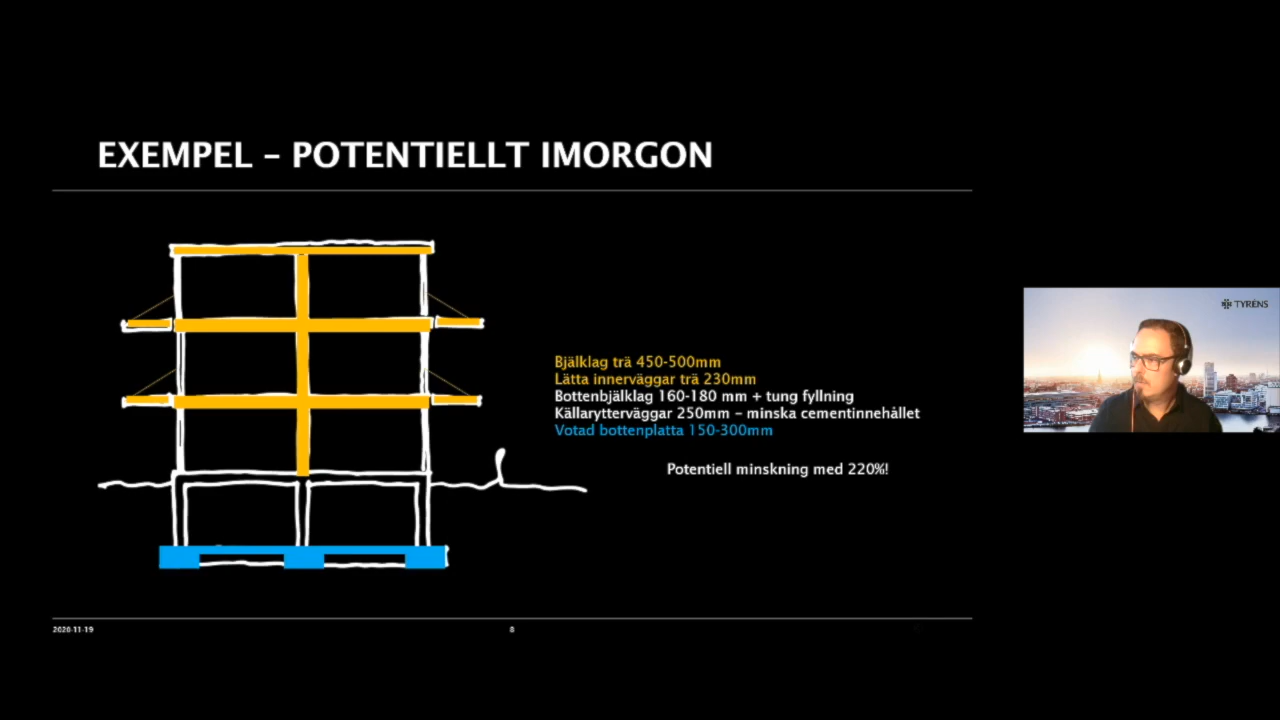 EXEMPEL – POTENTIELLT IMORGON
Bjälklag trä 450-500mm
Lätta innerväggar trä 230mm
Bottenbjälklag 160-180 mm + tung fyllning
Källarytterväggar 250mm – minska cementinnehållet
Votad bottenplatta 150-300mm
Potentiell minskning med 220%!
TYRÉNS
2020-11-19
8